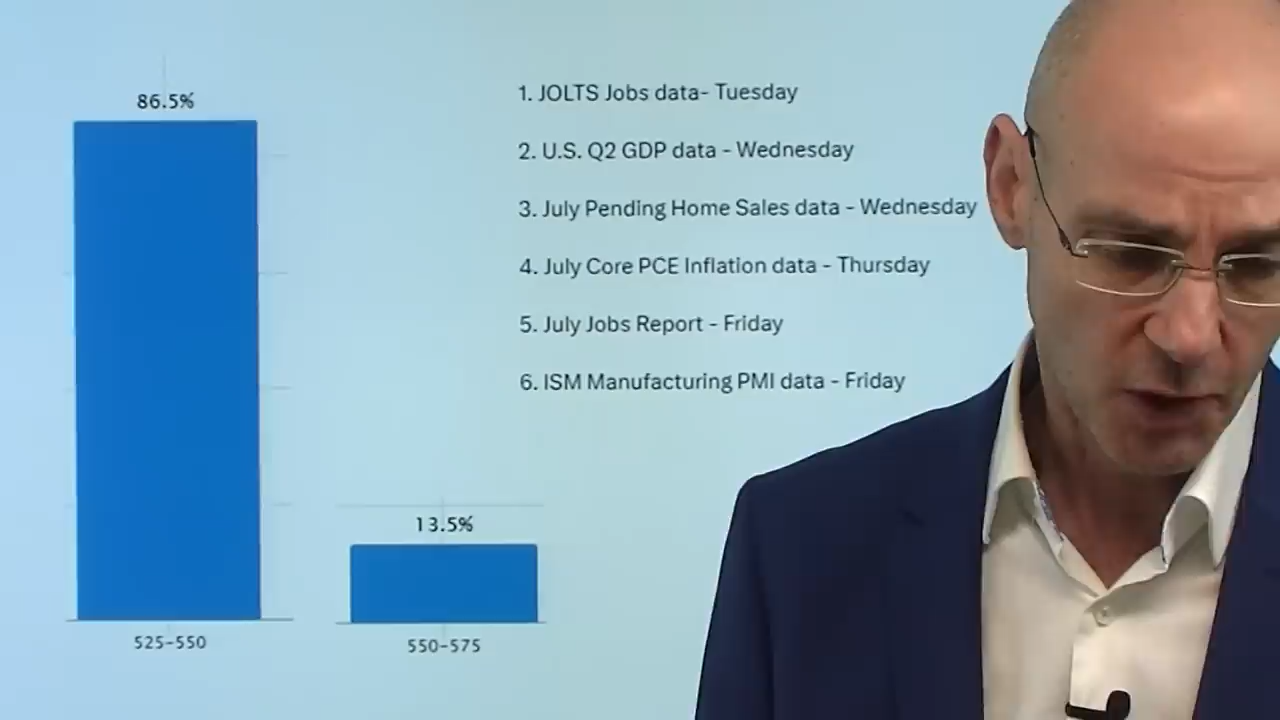 86.5%
13.5%
525-550
550-575
1. JOLTS Jobs data- Tuesday
2. U.S. Q2 GDP data - Wednesday
3. July Pending Home Sales data - Wednesday
4. July Core PCE Inflation data - Thursday
5. July Jobs Report - Friday
6. ISM Manufacturing PMI data - Friday